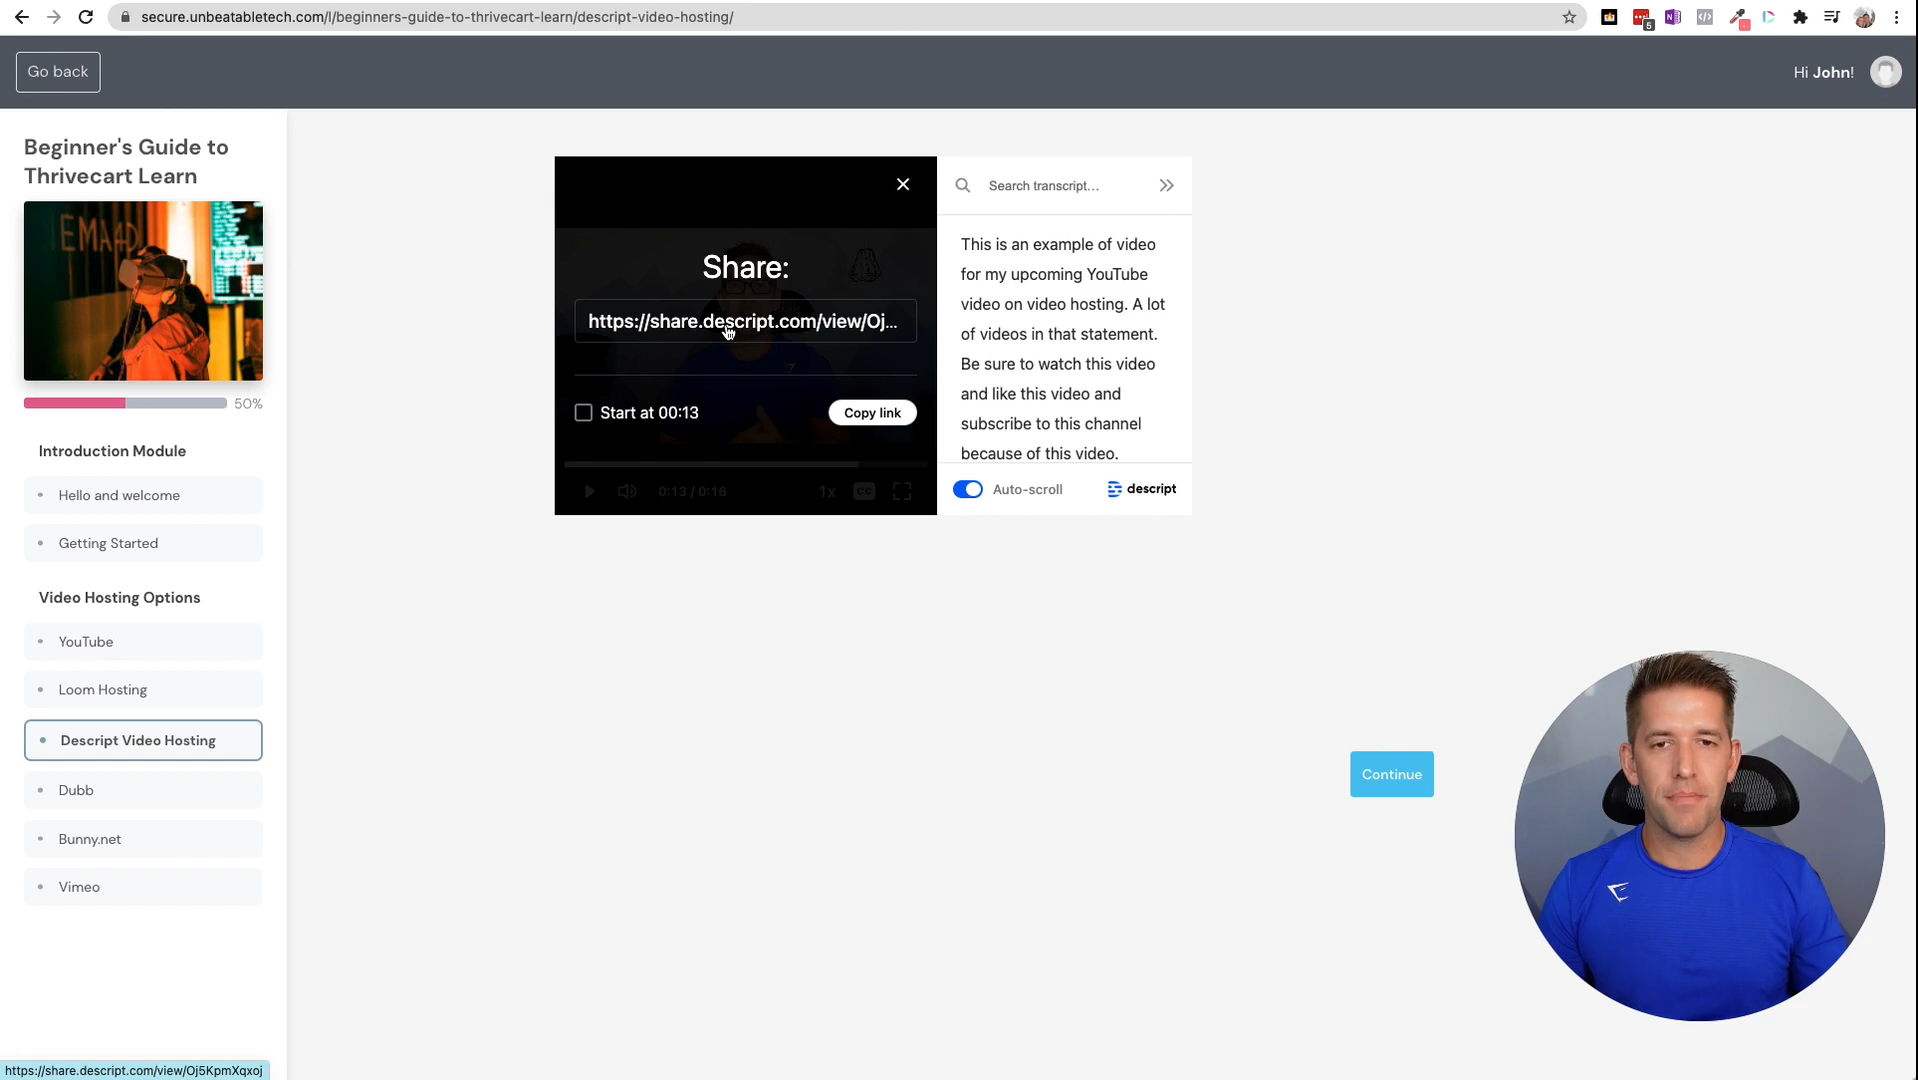 secure.unbeatabletech.com/l/beginners-guide-to-thrivecart-learn/descript-video-hosting/
5
Go back
Hi John!
Beginner's Guide to
Thrivecart Learn
EMA4D
50%
Introduction Module
Hello and welcome
Getting Started
Video Hosting Options
YouTube
Loom Hosting
Descript Video Hosting
Dubb
Bunny.net
Vimeo
Share:
https://share.descript.com/view/Oj...
Start at 00:13
Copy link
0:13 / 0:16
1x
CC
Search transcript...
This is an example of video
for my upcoming YouTube
video on video hosting. A lot
of videos in that statement.
Be sure to watch this video
and like this video and
subscribe to this channel
because of this video.
Auto-scroll
descript
Continue
https://share.descript.com/view/Oj5KpmXqxoj